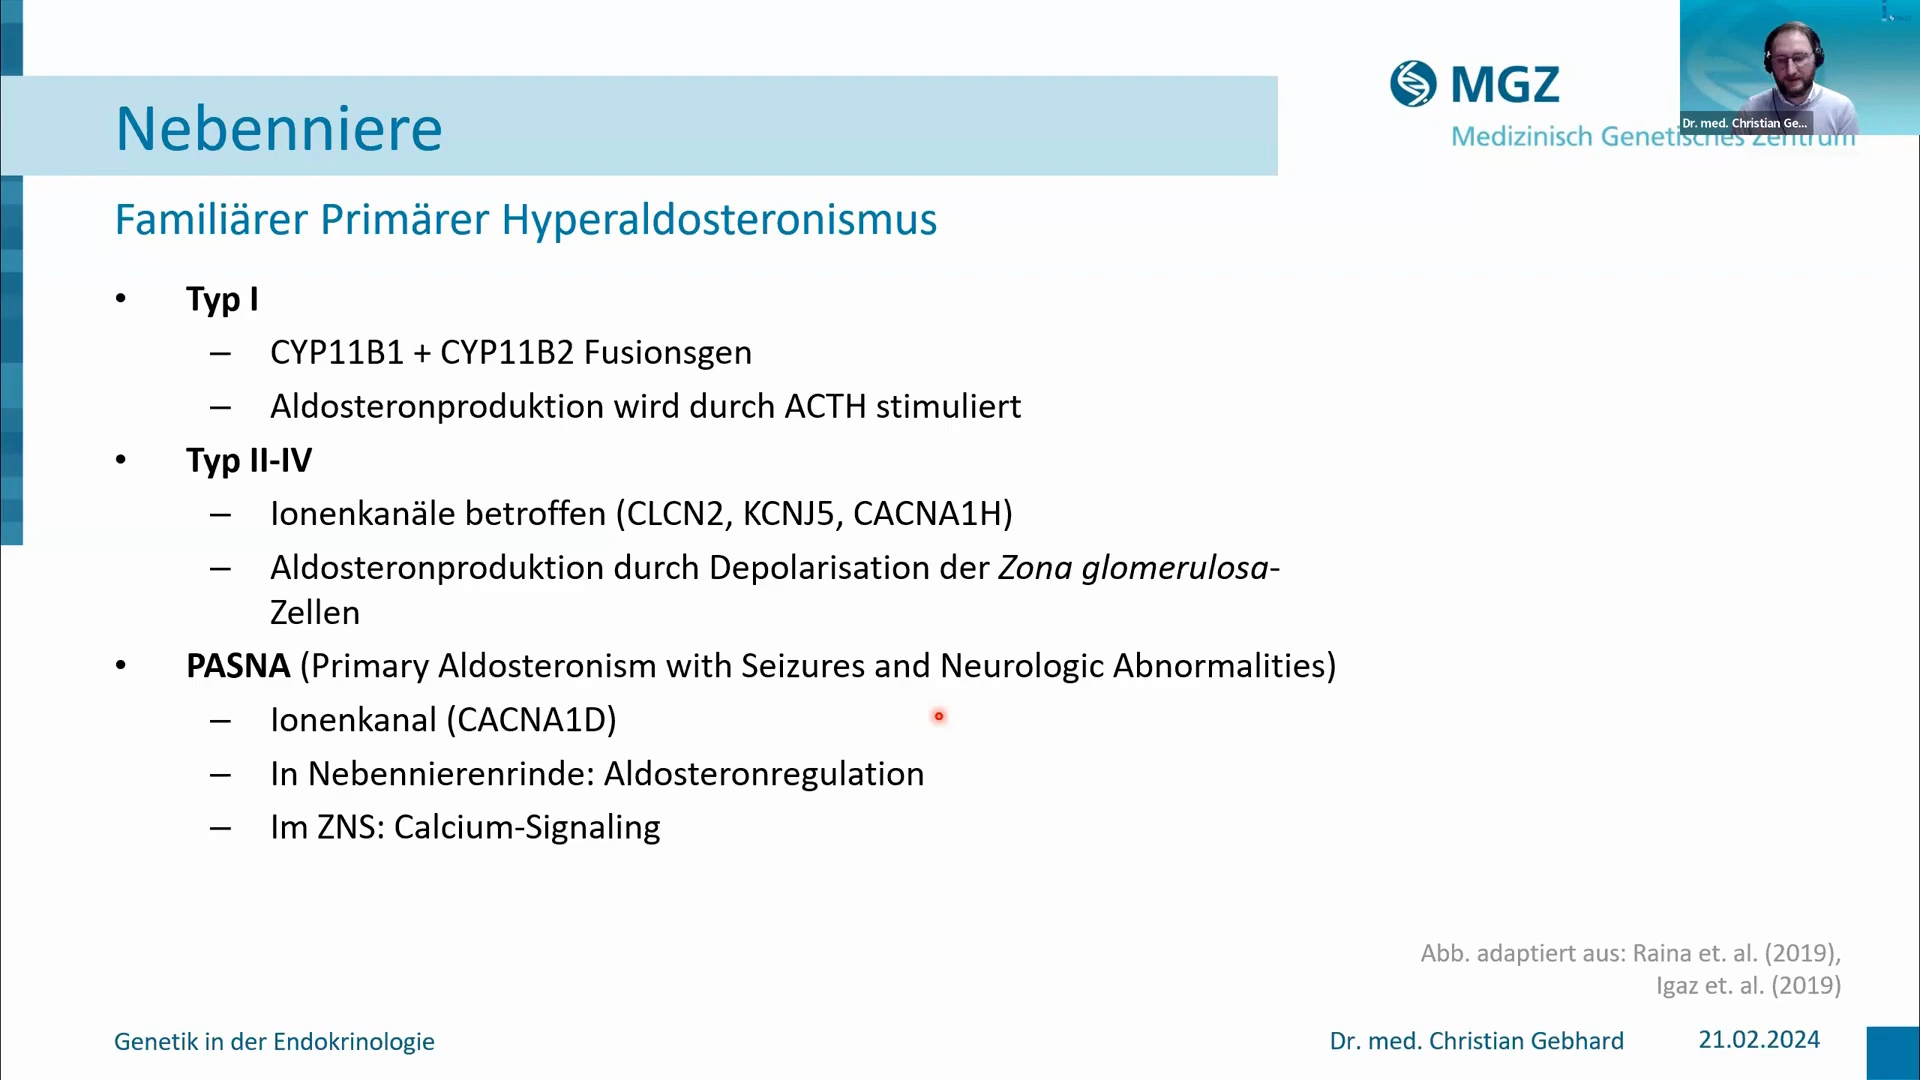 Nebenniere
MGZ
Medizinisch Genetisches Zentrum
Dr. med. Christian Ge...
Familiärer Primärer Hyperaldosteronismus
• Typ I
– CYP11B1 + CYP11B2 Fusionsgen
– Aldosteronproduktion wird durch ACTH stimuliert
• Typ II-IV
– Ionenkanäle betroffen (CLCN2, KCNJ5, CACNA1H)
– Aldosteronproduktion durch Depolarisation der Zona glomerulosa-
Zellen
• PASNA (Primary Aldosteronism with Seizures and Neurologic Abnormalities)
– Ionenkanal (CACNA1D)
– In Nebennierenrinde: Aldosteronregulation
– Im ZNS: Calcium-Signaling
Abb. adaptiert aus: Raina et. al. (2019),
Igaz et. al. (2019)
Genetik in der Endokrinologie
Dr. med. Christian Gebhard
21.02.2024